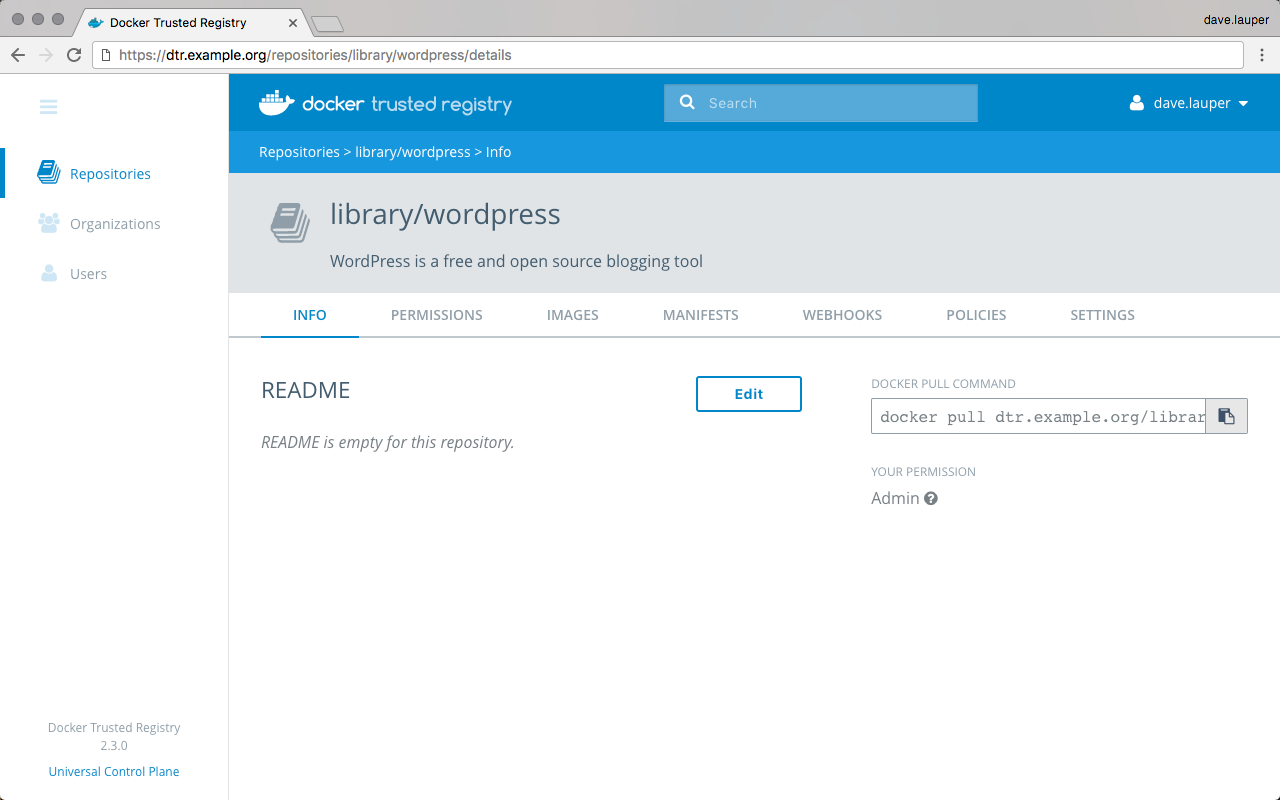 Docker Trusted Registry
dave.lauper
https://dtr.example.org/repositories/library/wordpress/details
docker trusted registry
Search
dave.lauper
Repositories > library/wordpress > Info
Repositories
Organizations
Users
library/wordpress
WordPress is a free and open source blogging tool
INFO PERMISSIONS IMAGES MANIFESTS WEBHOOKS POLICIES SETTINGS
README
Edit
README is empty for this repository.
DOCKER PULL COMMAND
docker pull dtr.example.org/librar
YOUR PERMISSION
Admin ?
Docker Trusted Registry
2.3.0
Universal Control Plane